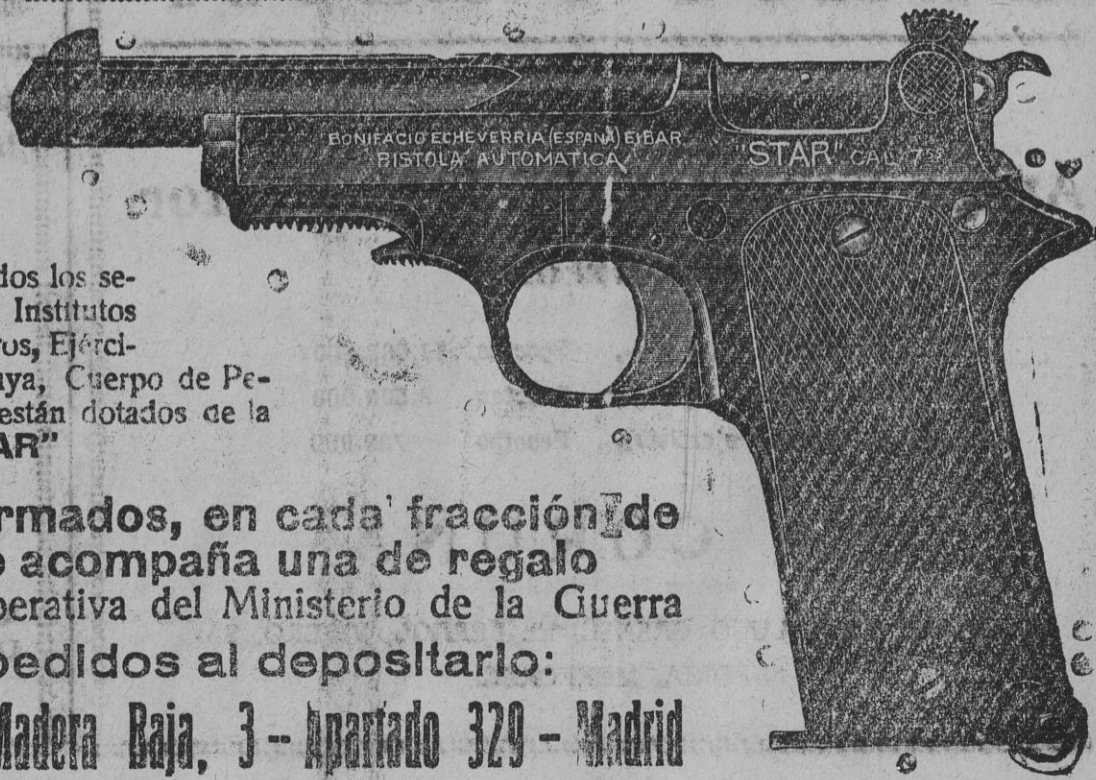 BONIFACIO ECHEVERRIA (ESPAÑA) EIBAR
PISTOLA AUTOMATICA
"STAR" CAL. 7
dos los se-
Institutos
os, Ejérci-
uya, Cuerpo de Pe-
están dotados de la
AR"
rmados, en cada fracción de
acompaña una de regalo
perativa del Ministerio de la Guerra
pedidos al depositario:
Madera Baja, 3 -- Apartado 329 - Madrid